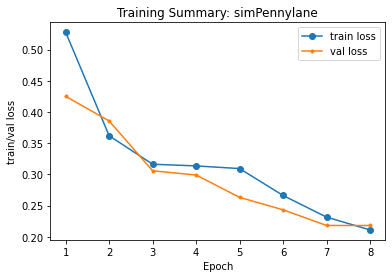 Training Summary: simPennylane
train loss
val loss
train/val loss
0.50
0.45
0.40
0.35
0.30
0.25
0.20
1 2 3 4 5 6 7 8
Epoch